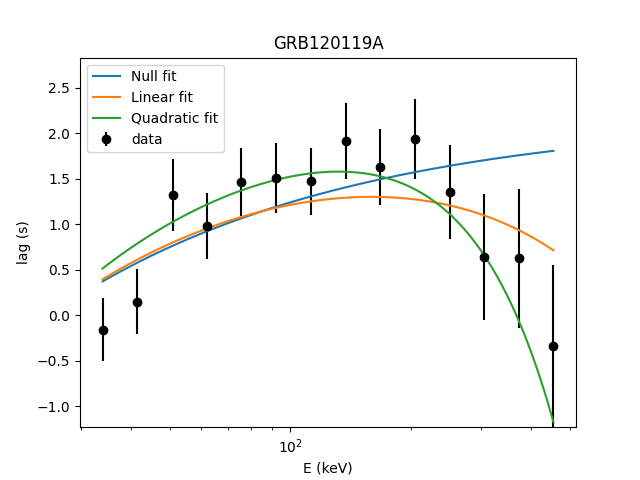 GRB120119A
Null fit
Linear fit
Quadratic fit
data
2.5
2.0
1.5
1.0
0.5
0.0
−0.5
−1.0
lag (s)
10²
E (keV)